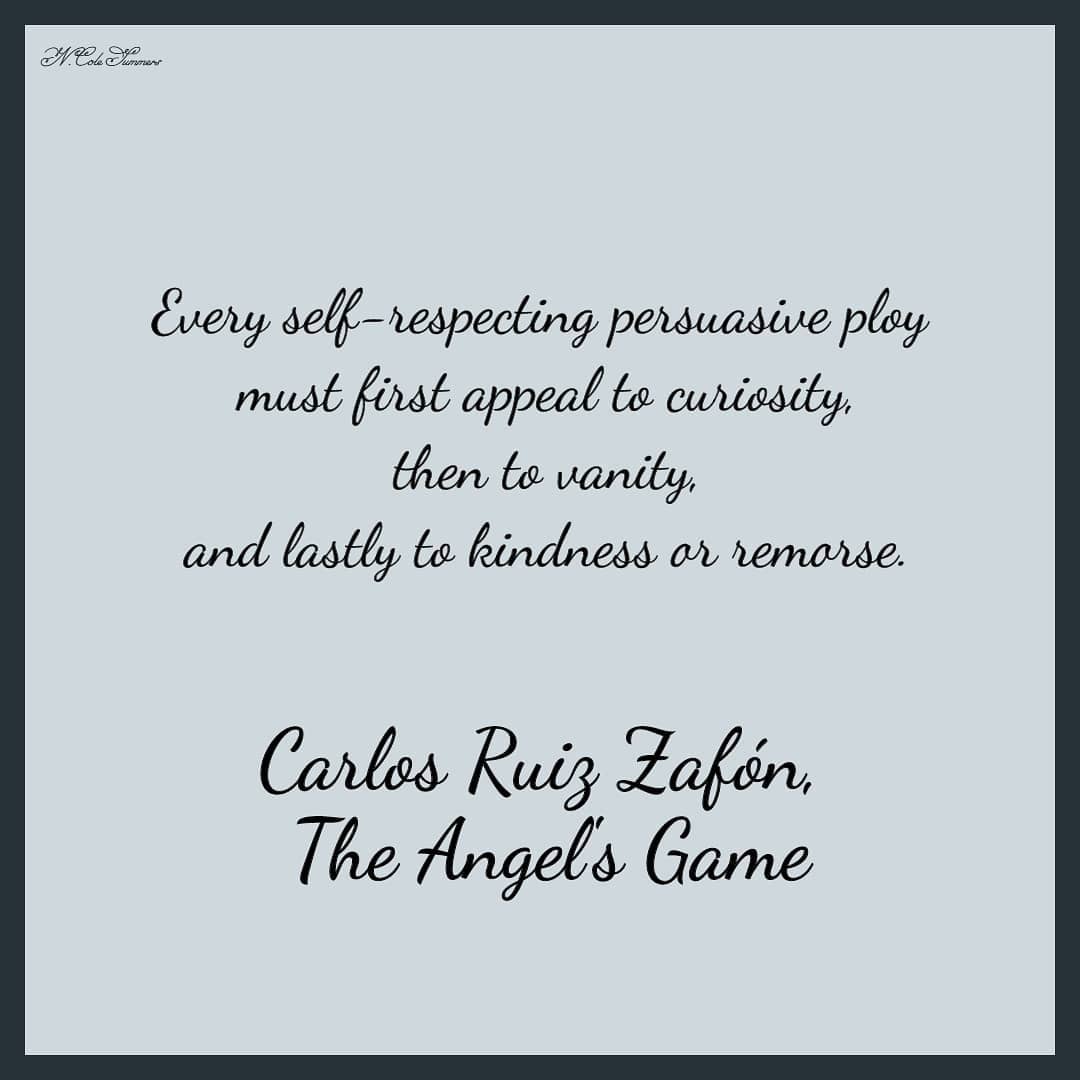 N. Cole Summers
Every self-respecting persuasive ploy
must first appeal to curiosity,
then to vanity,
and lastly to kindness or remorse.
Carlos Ruiz Zafón,
The Angel's Game